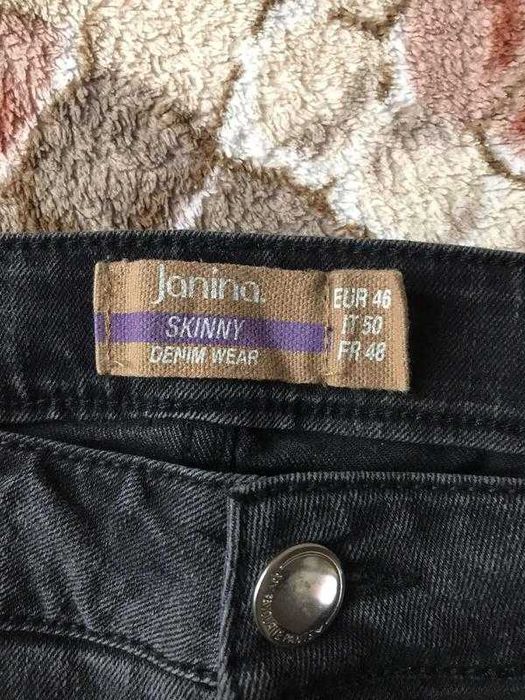 Janina.
SKINNY
DENIM WEAR
EUR 46
IT 50
FR 48